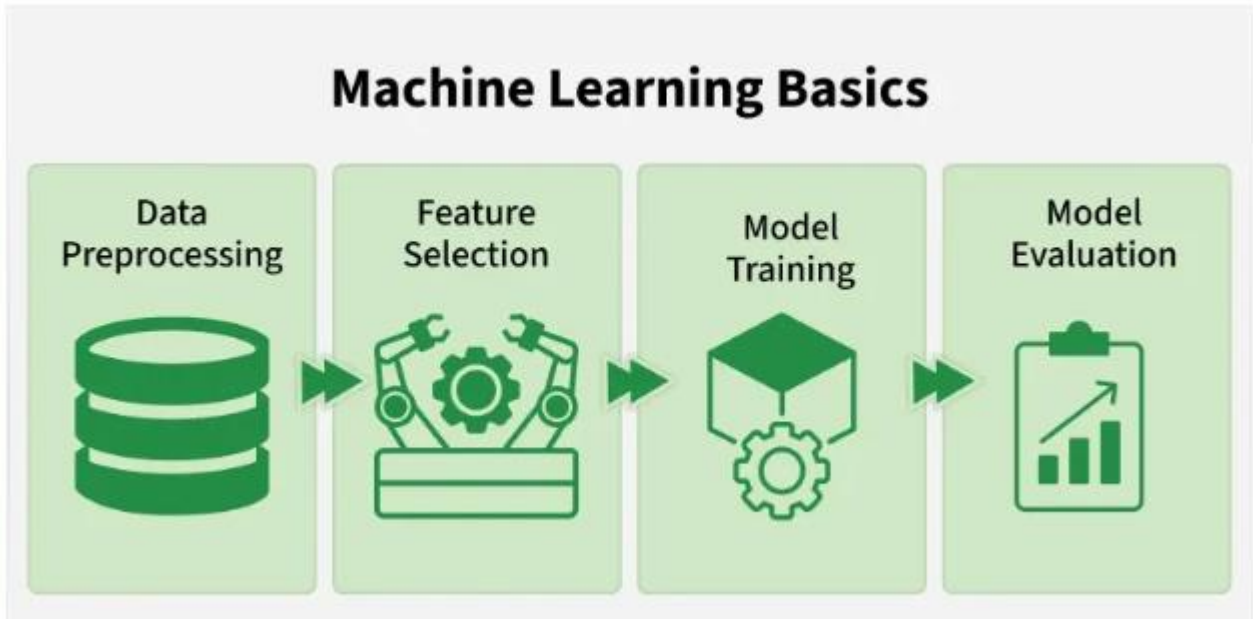 Machine Learning Basics
Data
Preprocessing
Feature
Selection
Model
Training
Model
Evaluation